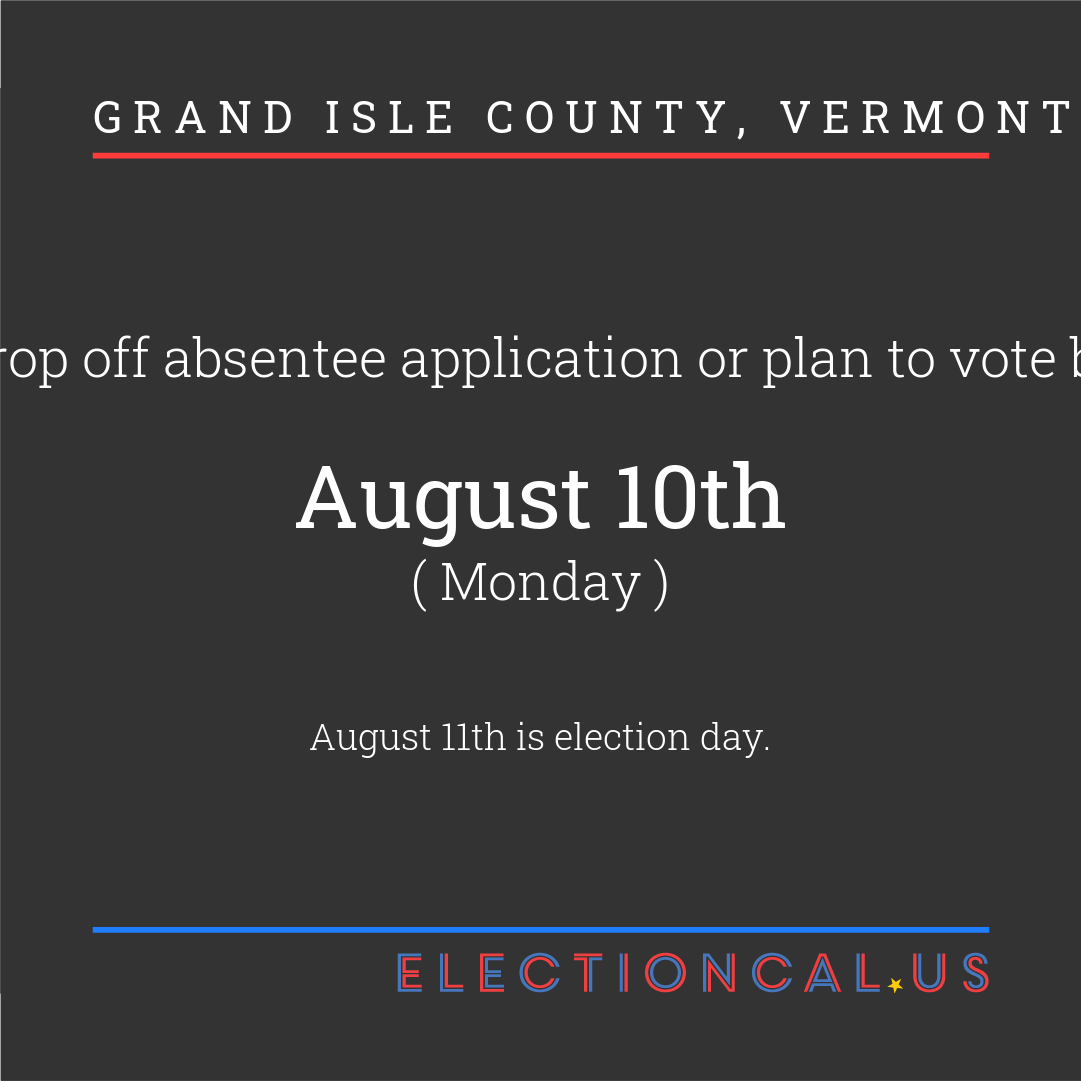 GRAND ISLE COUNTY, VERMONT
rop off absentee application or plan to vote b
August 10th
( Monday )
August 11th is election day.
ELECTIONCAL.US